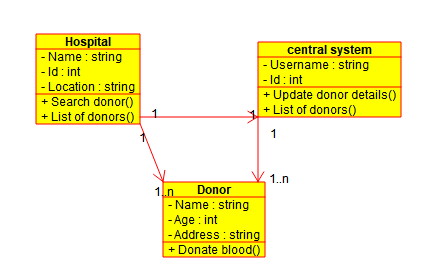 Hospital
- Name : string
- Id : int
- Location : string
+ Search donor()
+ List of donors()
central system
- Username : string
- Id : int
+ Update donor details()
+ List of donors()
1
1
1
1
1..n
1..n
Donor
- Name : string
- Age : int
- Address : string
+ Donate blood()